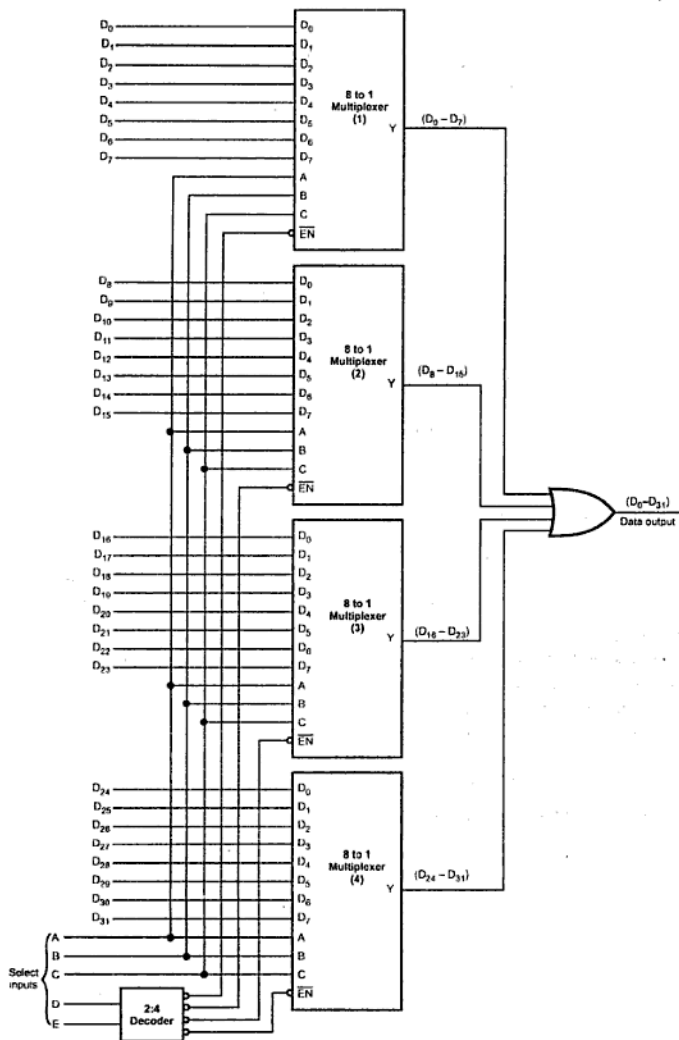 D₀ D₀
D₁ D₁
D₂ D₂
D₃ D₃
D₄ D₄
D₅ D₅
D₆ D₆
D₇ D₇
A
B
C
E̅N̅
8 to 1
Multiplexer
(1)
Y
(D₀ – D₇)
D₈ D₀
D₉ D₁
D₁₀ D₂
D₁₁ D₃
D₁₂ D₄
D₁₃ D₅
D₁₄ D₆
D₁₅ D₇
A
B
C
E̅N̅
8 to 1
Multiplexer
(2)
Y
(D₈ – D₁₅)
(D₀–D₃₁)
Data output
D₁₆ D₀
D₁₇ D₁
D₁₈ D₂
D₁₉ D₃
D₂₀ D₄
D₂₁ D₅
D₂₂ D₆
D₂₃ D₇
A
B
C
E̅N̅
8 to 1
Multiplexer
(3)
Y
(D₁₆ – D₂₃)
D₂₄ D₀
D₂₅ D₁
D₂₆ D₂
D₂₇ D₃
D₂₈ D₄
D₂₉ D₅
D₃₀ D₆
D₃₁ D₇
A A
B B
C C
E̅N̅
8 to 1
Multiplexer
(4)
Y
(D₂₄ – D₃₁)
Select
inputs
D
E
2:4
Decoder